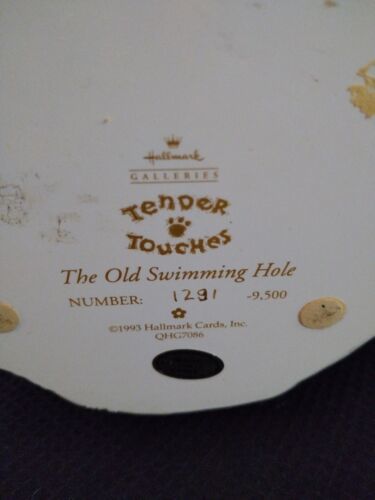 Hallmark
GALLERIES
TENDER
TOUCHES
The Old Swimming Hole
NUMBER: 1291 -9,500
©1993 Hallmark Cards, Inc.
QHG7086